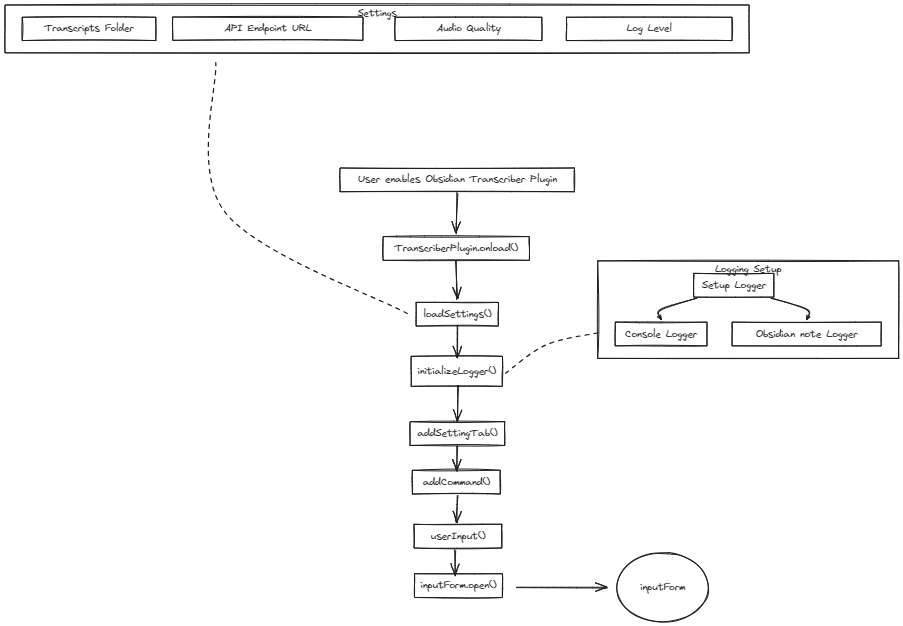 Settings
Transcripts Folder
API Endpoint URL
Audio Quality
Log Level
User enables Obsidian Transcriber Plugin
TranscriberPlugin.onload()
loadSettings()
initializeLogger()
addSettingTab()
addCommand()
userInput()
inputForm.open()
inputForm
Logging Setup
Setup Logger
Console Logger
Obsidian note Logger